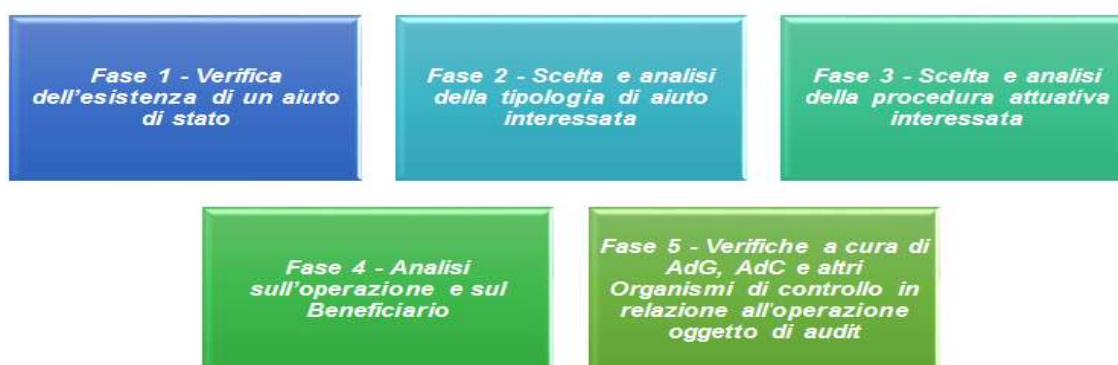 Fase 1 - Verifica
dell'esistenza di un aiuto
di stato
Fase 2 - Scelta e analisi
della tipologia di aiuto
interessata
Fase 3 - Scelta e analisi
della procedura attuativa
interessata
Fase 4 - Analisi
sull'operazione e sul
Beneficiario
Fase 5 - Verifiche a cura di
AdG, AdC e altri
Organismi di controllo in
relazione all'operazione
oggetto di audit